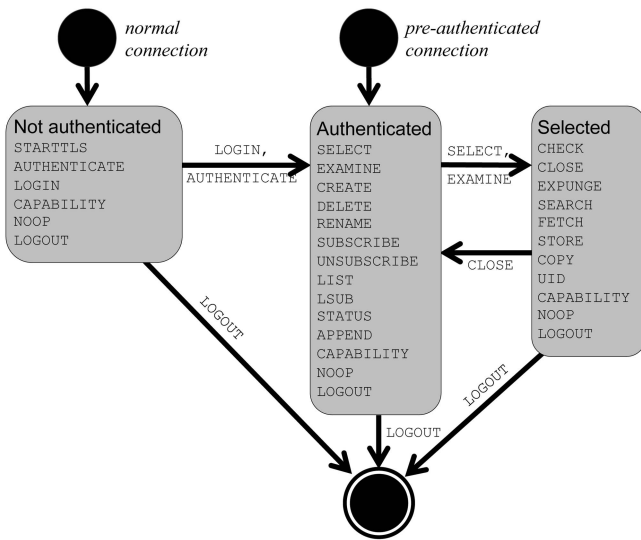 normal
connection
pre-authenticated
connection
Not authenticated
STARTTLS
AUTHENTICATE
LOGIN
CAPABILITY
NOOP
LOGOUT
LOGIN,
AUTHENTICATE
Authenticated
SELECT
EXAMINE
CREATE
DELETE
RENAME
SUBSCRIBE
UNSUBSCRIBE
LIST
LSUB
STATUS
APPEND
CAPABILITY
NOOP
LOGOUT
SELECT,
EXAMINE
CLOSE
Selected
CHECK
CLOSE
EXPUNGE
SEARCH
FETCH
STORE
COPY
UID
CAPABILITY
NOOP
LOGOUT
LOGOUT
LOGOUT
LOGOUT